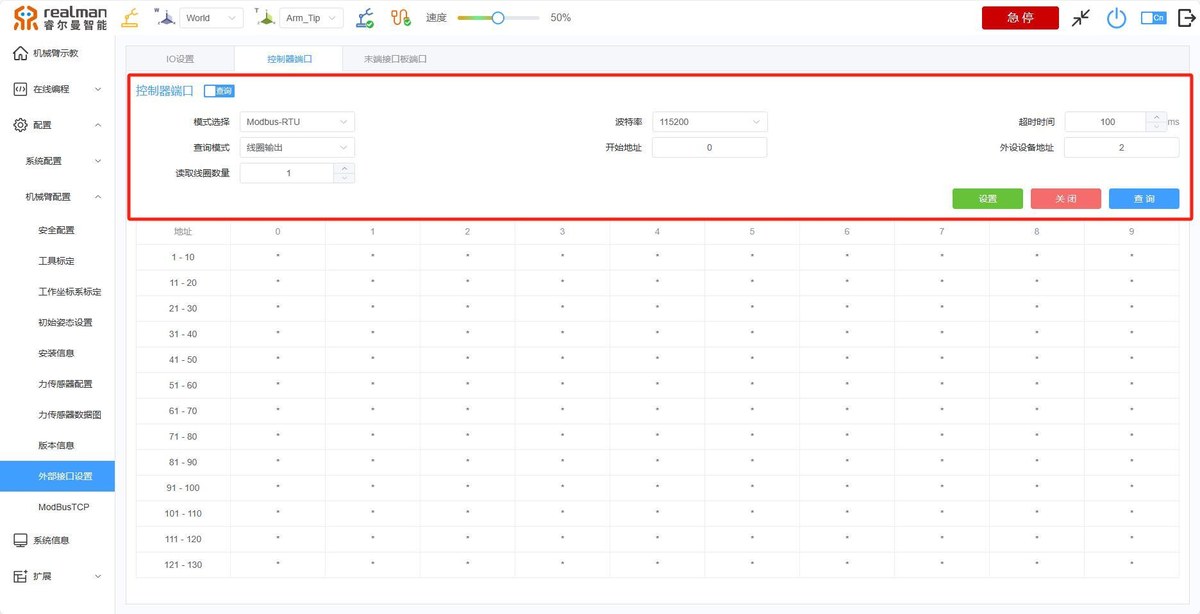 realman
睿尔曼智能
W World T Arm_Tip 速度 50% 急 停 Cn
机械臂示教
在线编程
配置
系统配置
机械臂配置
安全配置
工具标定
工作坐标系标定
初始姿态设置
安装信息
力传感器配置
力传感器数据图
版本信息
外部接口设置
ModBusTCP
系统信息
扩展
IO设置 控制器端口 末端接口板端口
控制器端口 查询
模式选择 Modbus-RTU 波特率 115200 超时时间 100 ms
查询模式 线圈输出 开始地址 0 外设设备地址 2
读取线圈数量 1
设置 关 闭 查 询
地址 0 1 2 3 4 5 6 7 8 9
1 - 10 * * * * * * * * * *
11 - 20 * * * * * * * * * *
21 - 30 * * * * * * * * * *
31 - 40 * * * * * * * * * *
41 - 50 * * * * * * * * * *
51 - 60 * * * * * * * * * *
61 - 70 * * * * * * * * * *
71 - 80 * * * * * * * * * *
81 - 90 * * * * * * * * * *
91 - 100 * * * * * * * * * *
101 - 110 * * * * * * * * * *
111 - 120 * * * * * * * * * *
121 - 130 * * * * * * * * * *